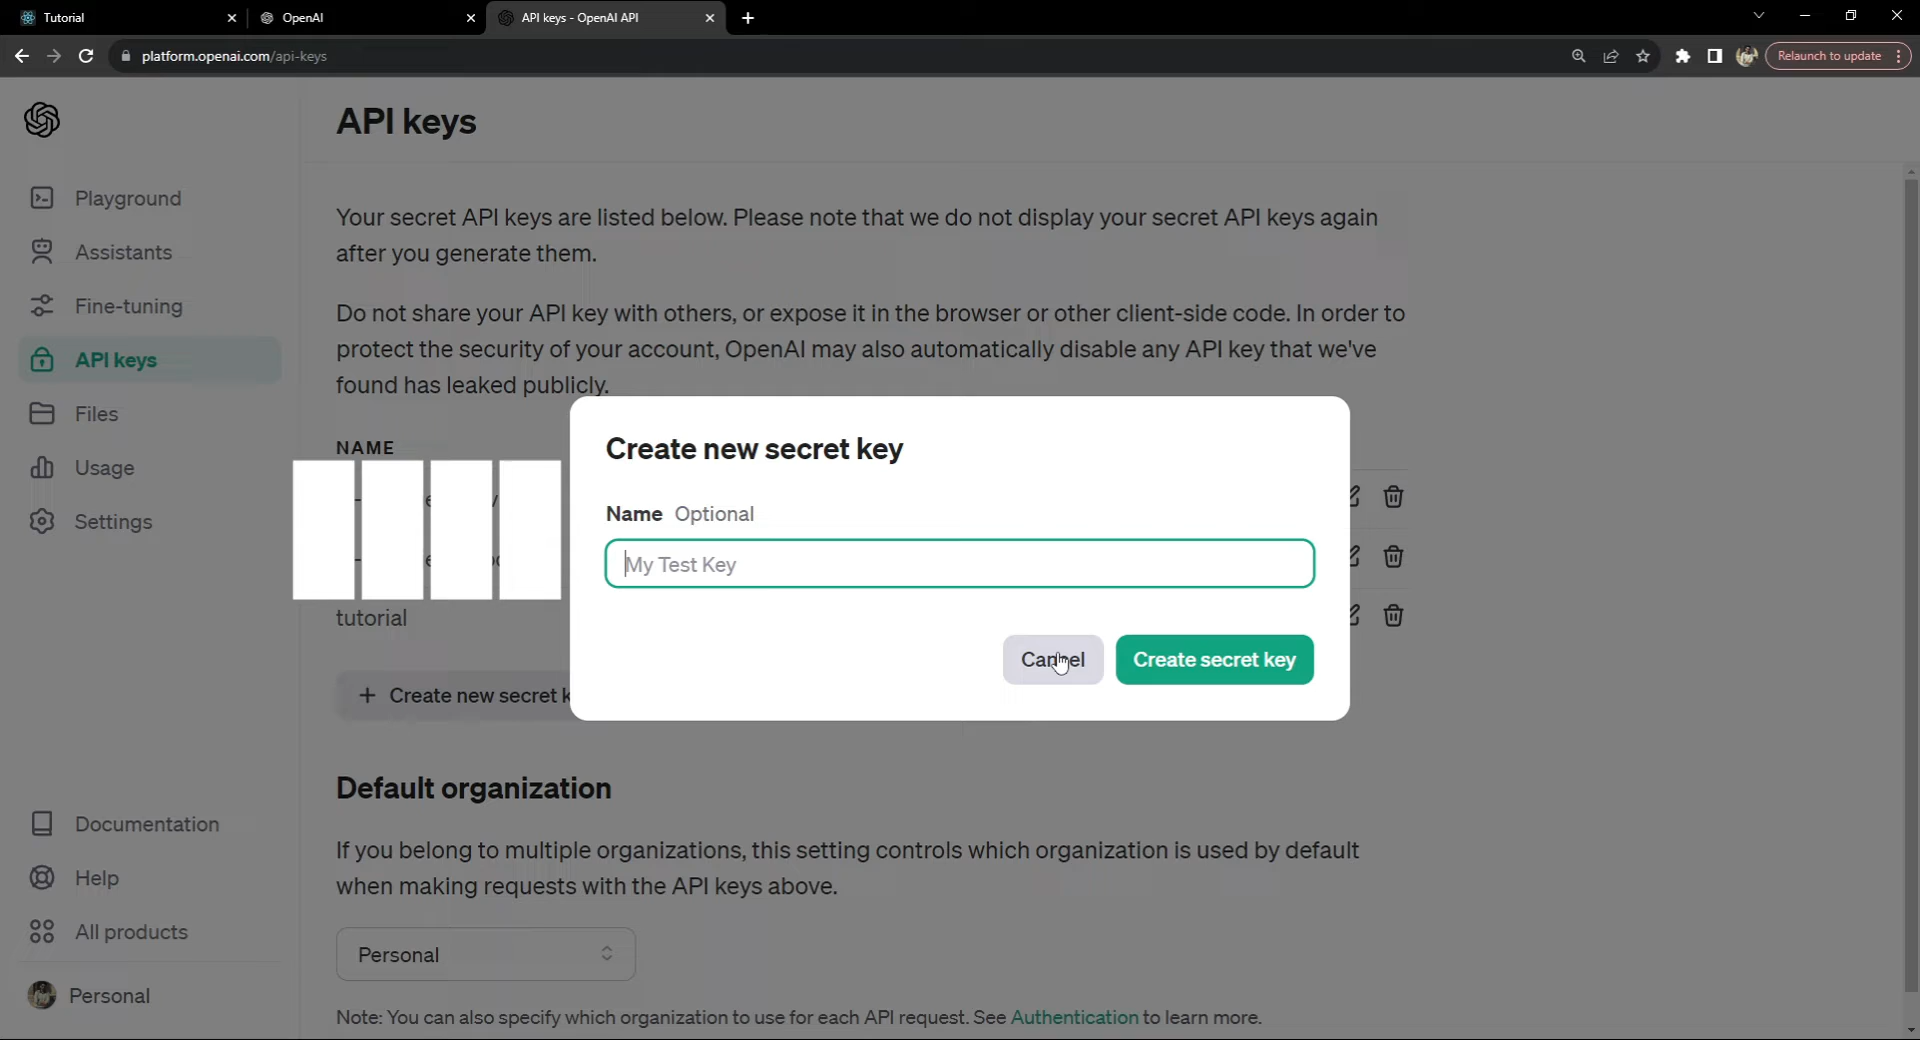 Tutorial
OpenAI
API keys - OpenAI API
platform.openai.com/api-keys
Relaunch to update
API keys
Playground
Assistants
Fine-tuning
API keys
Files
Usage
Settings
Your secret API keys are listed below. Please note that we do not display your secret API keys again
after you generate them.
Do not share your API key with others, or expose it in the browser or other client-side code. In order to
protect the security of your account, OpenAI may also automatically disable any API key that we've
found has leaked publicly.
NAME
tutorial
+ Create new secret k
Create new secret key
Name Optional
My Test Key
Cancel
Create secret key
Default organization
If you belong to multiple organizations, this setting controls which organization is used by default
when making requests with the API keys above.
Personal
Note: You can also specify which organization to use for each API request. See Authentication to learn more.
Documentation
Help
All products
Personal